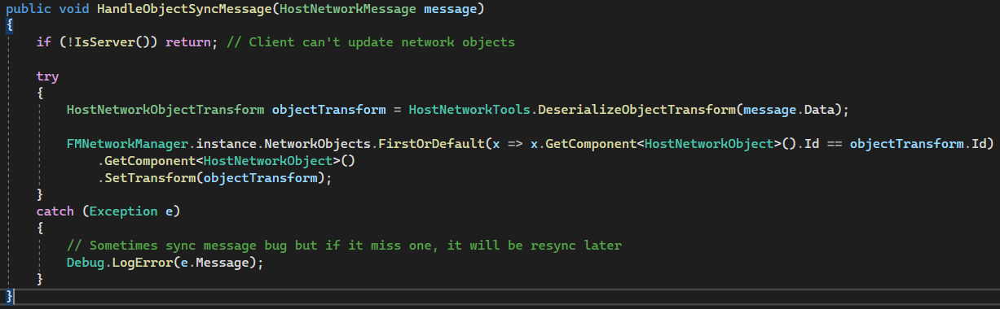 public void HandleObjectSyncMessage(HostNetworkMessage message)
{
if (!IsServer()) return; // Client can't update network objects
try
{
HostNetworkObjectTransform objectTransform = HostNetworkTools.DeserializeObjectTransform(message.Data);
FMNetworkManager.instance.NetworkObjects.FirstOrDefault(x => x.GetComponent<HostNetworkObject>().Id == objectTransform.Id)
.GetComponent<HostNetworkObject>()
.SetTransform(objectTransform);
}
catch (Exception e)
{
// Sometimes sync message bug but if it miss one, it will be resync later
Debug.LogError(e.Message);
}
}